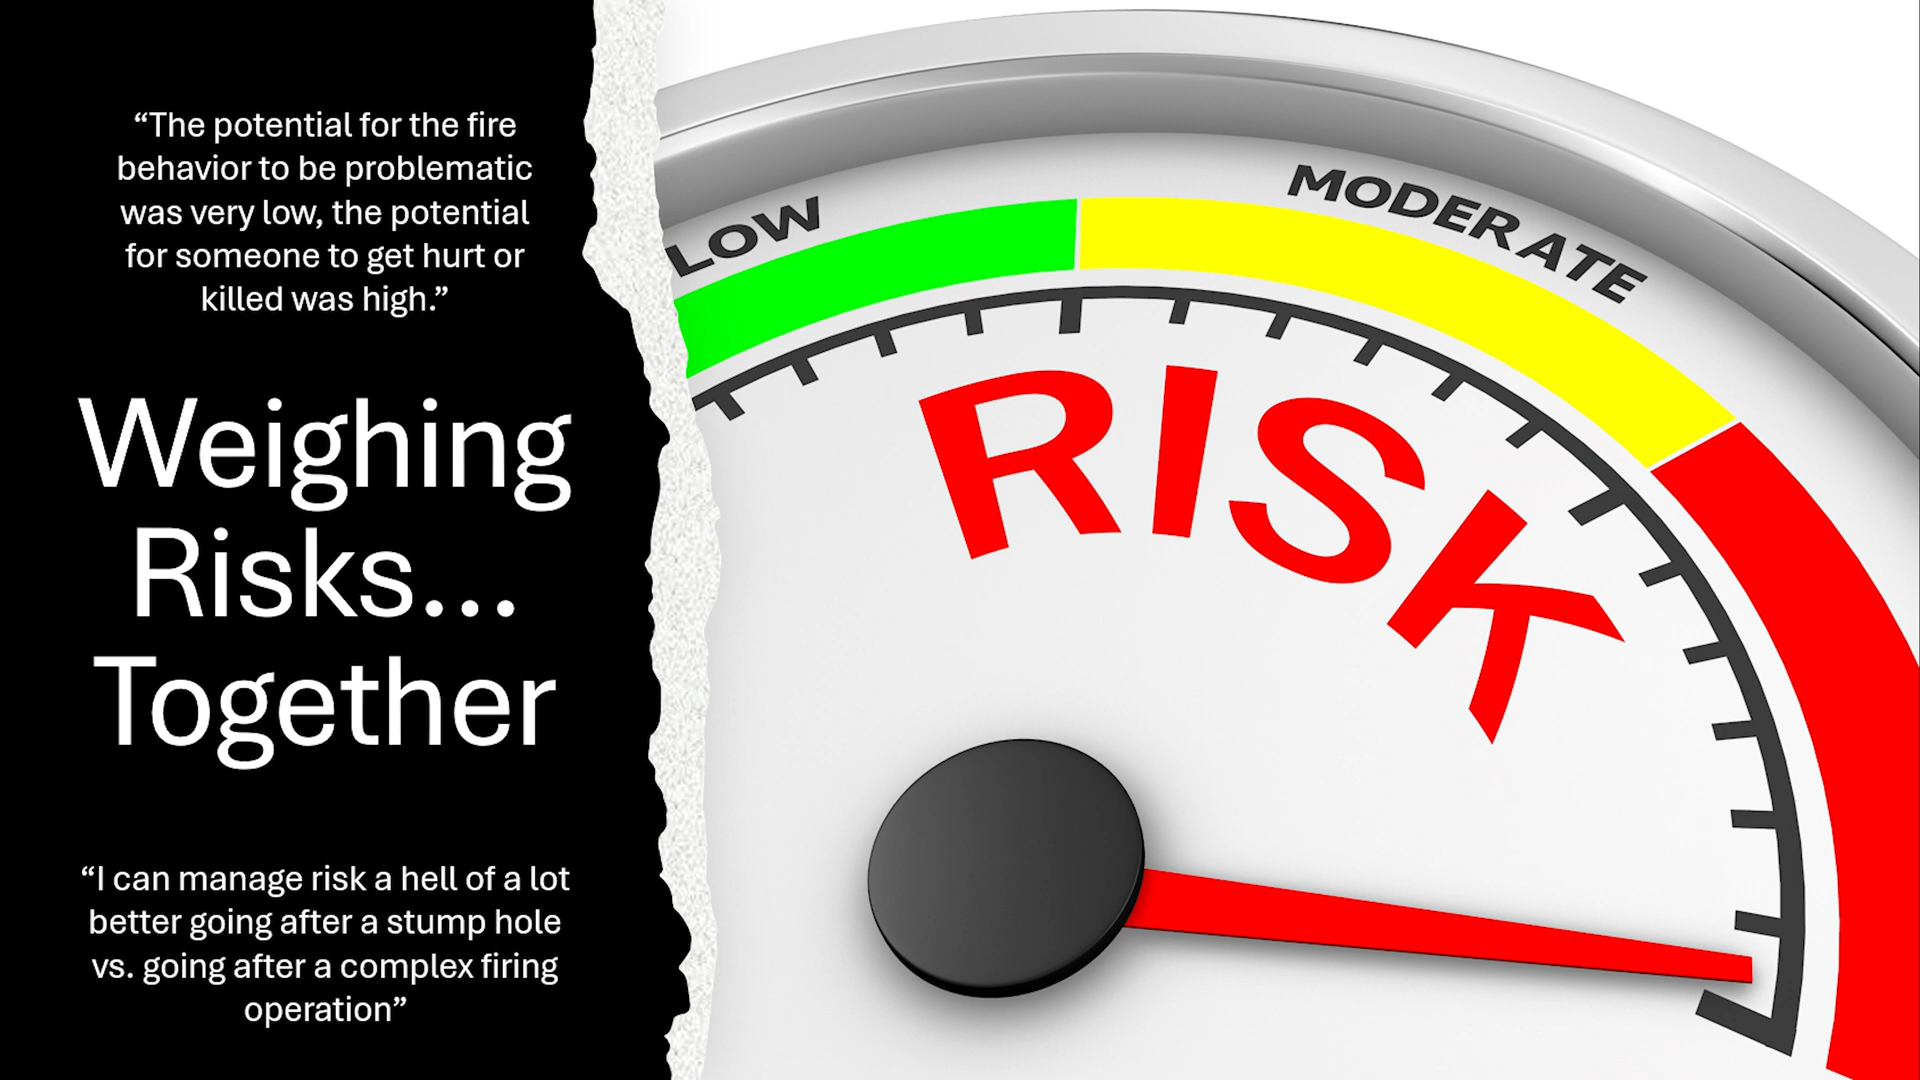 “The potential for the fire
behavior to be problematic
was very low, the potential
for someone to get hurt or
killed was high.”
Weighing
Risks...
Together
“I can manage risk a hell of a lot
better going after a stump hole
vs. going after a complex firing
operation”
LOW
MODERATE
RISK